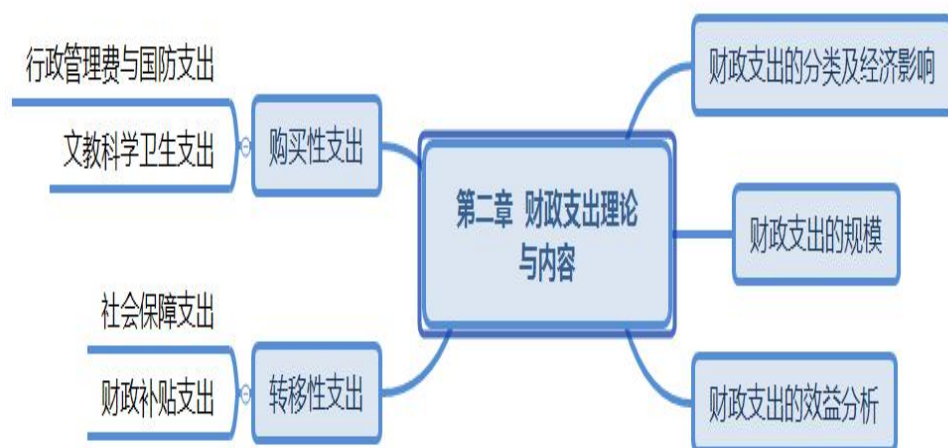 第二章 财政支出理论
与内容
财政支出的分类及经济影响
财政支出的规模
财政支出的效益分析
购买性支出
行政管理费与国防支出
文教科学卫生支出
转移性支出
社会保障支出
财政补贴支出